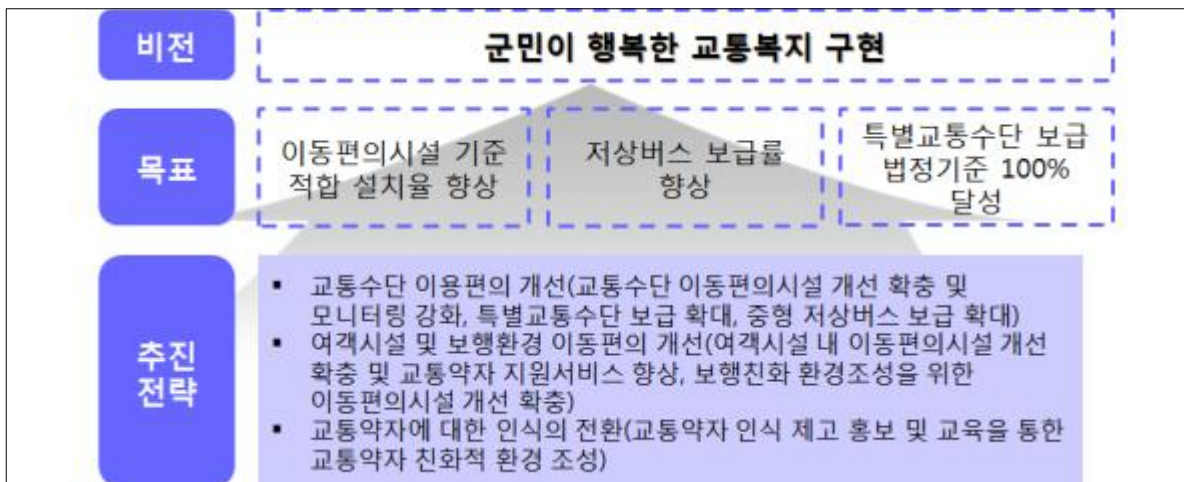 비전
군민이 행복한 교통복지 구현
목표
이동편의시설 기준
적합 설치율 향상
저상버스 보급률
향상
특별교통수단 보급
법정기준 100%
달성
추진
전략
▪ 교통수단 이용편의 개선(교통수단 이동편의시설 개선 확충 및
모니터링 강화, 특별교통수단 보급 확대, 중형 저상버스 보급 확대)
▪ 여객시설 및 보행환경 이동편의 개선(여객시설 내 이동편의시설 개선
확충 및 교통약자 지원서비스 향상, 보행친화 환경조성을 위한
이동편의시설 개선 확충)
▪ 교통약자에 대한 인식의 전환(교통약자 인식 제고 홍보 및 교육을 통한
교통약자 친화적 환경 조성)